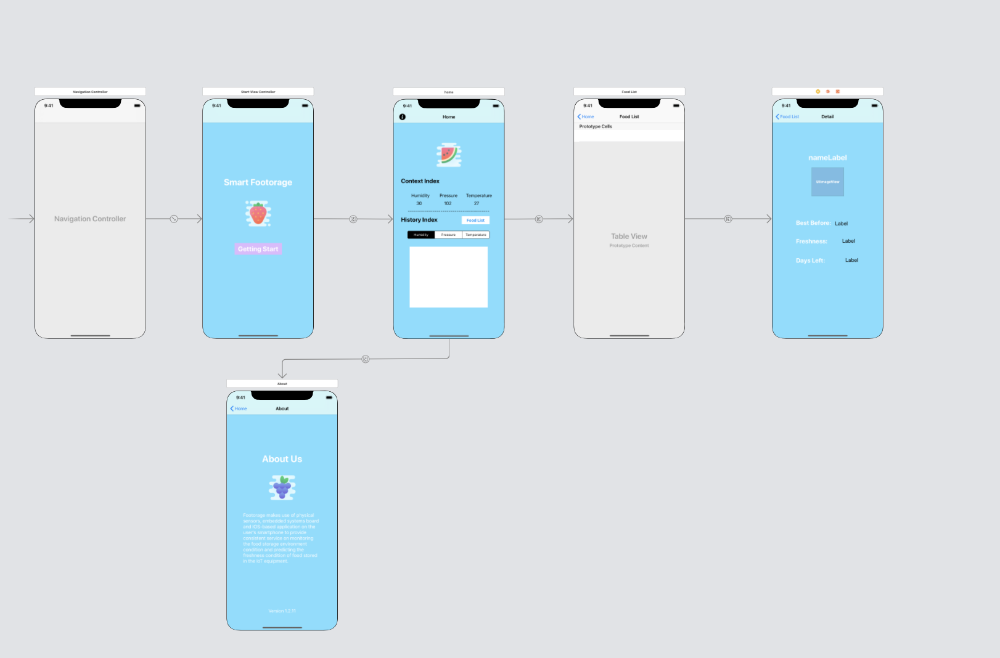 Navigation Controller
9:41
Navigation Controller
Start View Controller
9:41
Smart Footorage
Getting Start
home
9:41
Home
Context Index
Humidity Pressure Temperature
30 102 27
History Index Food List
Humidity Pressure Temperature
Food List
9:41
Home Food List
Prototype Cells
Table View
Prototype Content
9:41
Food List Detail
nameLabel
UIImageView
Best Before: Label
Freshness: Label
Days Left: Label
About
9:41
Home About
About Us
Footorage makes use of physical
sensors, embedded systems board
and iOS-based application on the
user's smartphone to provide
consistent service on monitoring
the food storage environment
condition and predicting the
freshness condition of food stored
in the IoT equipment.
Version 1.2.11